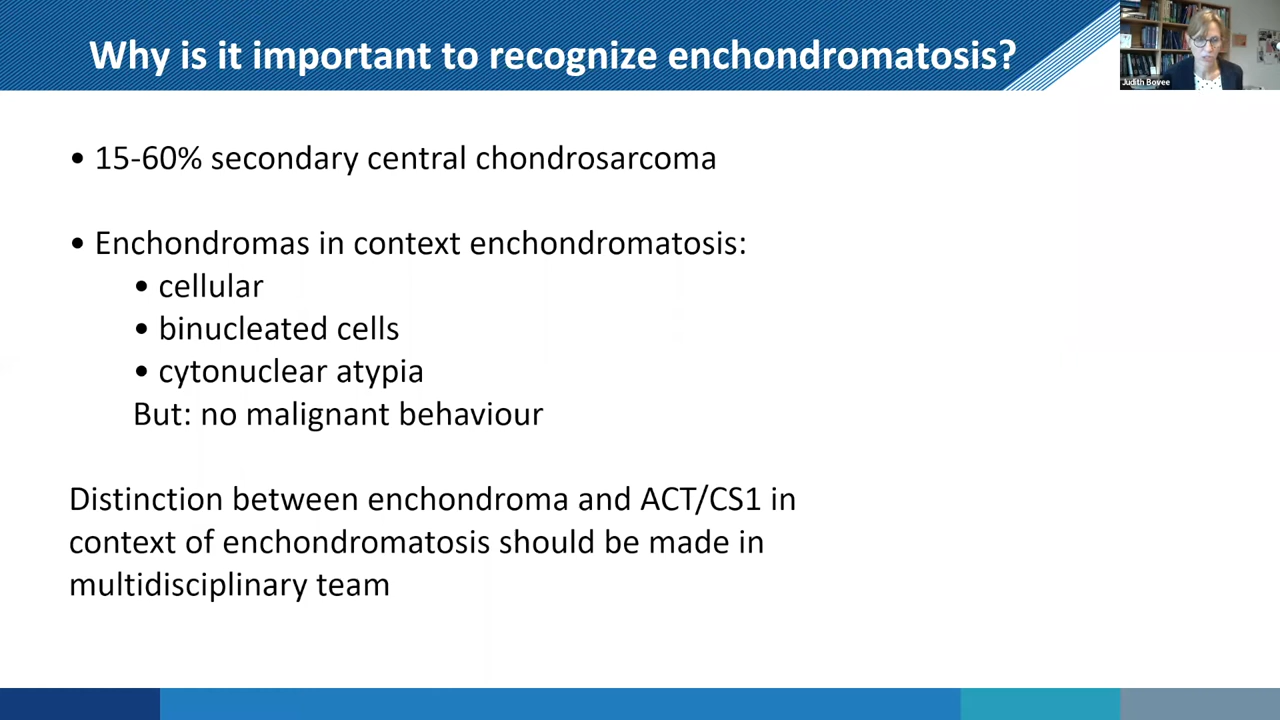 Why is it important to recognize enchondromatosis?
Judith Bovee
• 15-60% secondary central chondrosarcoma
• Enchondromas in context enchondromatosis:
• cellular
• binucleated cells
• cytonuclear atypia
But: no malignant behaviour
Distinction between enchondroma and ACT/CS1 in
context of enchondromatosis should be made in
multidisciplinary team